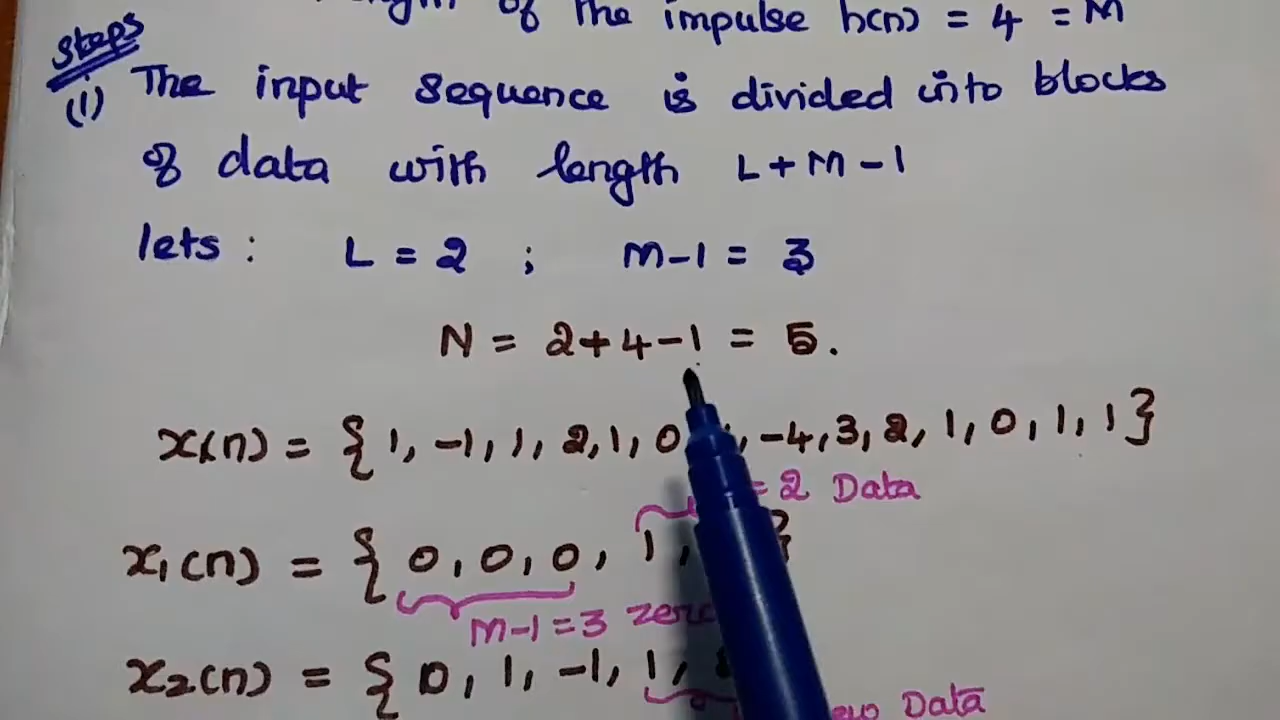 of the impulse h(n) = 4 = M
Steps
(1) The input sequence is divided into blocks
of data with length L+M-1
lets : L = 2 ; M-1 = 3
N = 2+4-1 = 5.
x(n) = {1, -1, 1, 2, 1, 0 , -4, 3, 2, 1, 0, 1, 1}
= 2 Data
x₁(n) = { 0, 0, 0, 1, }
M-1 = 3
x₂(n) = { 0, 1, -1, 1,
Data